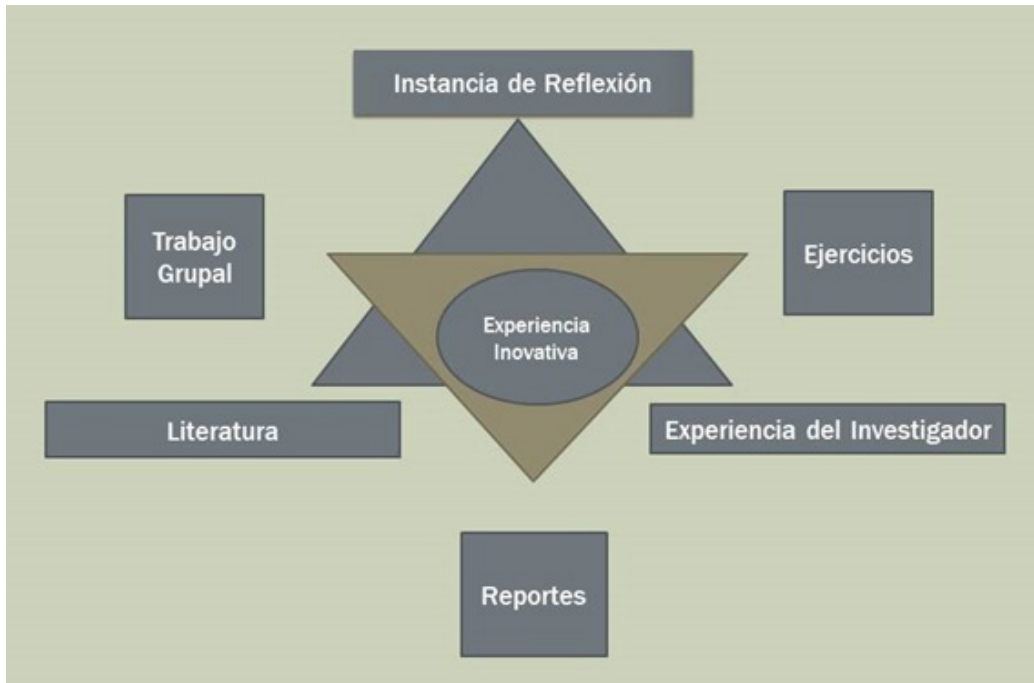 Instancia de Reflexión
Trabajo
Grupal
Ejercicios
Experiencia
Inovativa
Literatura
Experiencia del Investigador
Reportes